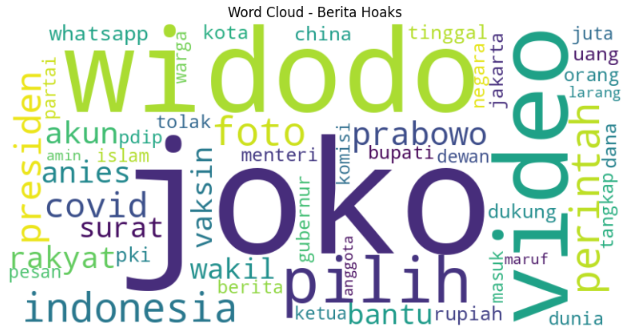 Word Cloud - Berita Hoaks
whatsapp
kota
china
tinggal
juta
widodo
video
partai
warga
negara
jakarta
uang
orang
larang
presiden
akun
pdip
tolak
foto
prabowo
perintah
dana
tangkap
amin
islam
menteri
komisi
bupati
dewan
anies
vaksin
joko
covid
surat
gubernur
dukung
rakyat
pki
wakil
pilih
anggota
masuk
maruf
pesan
berita
indonesia
ketua
bantu
rupiah
dunia